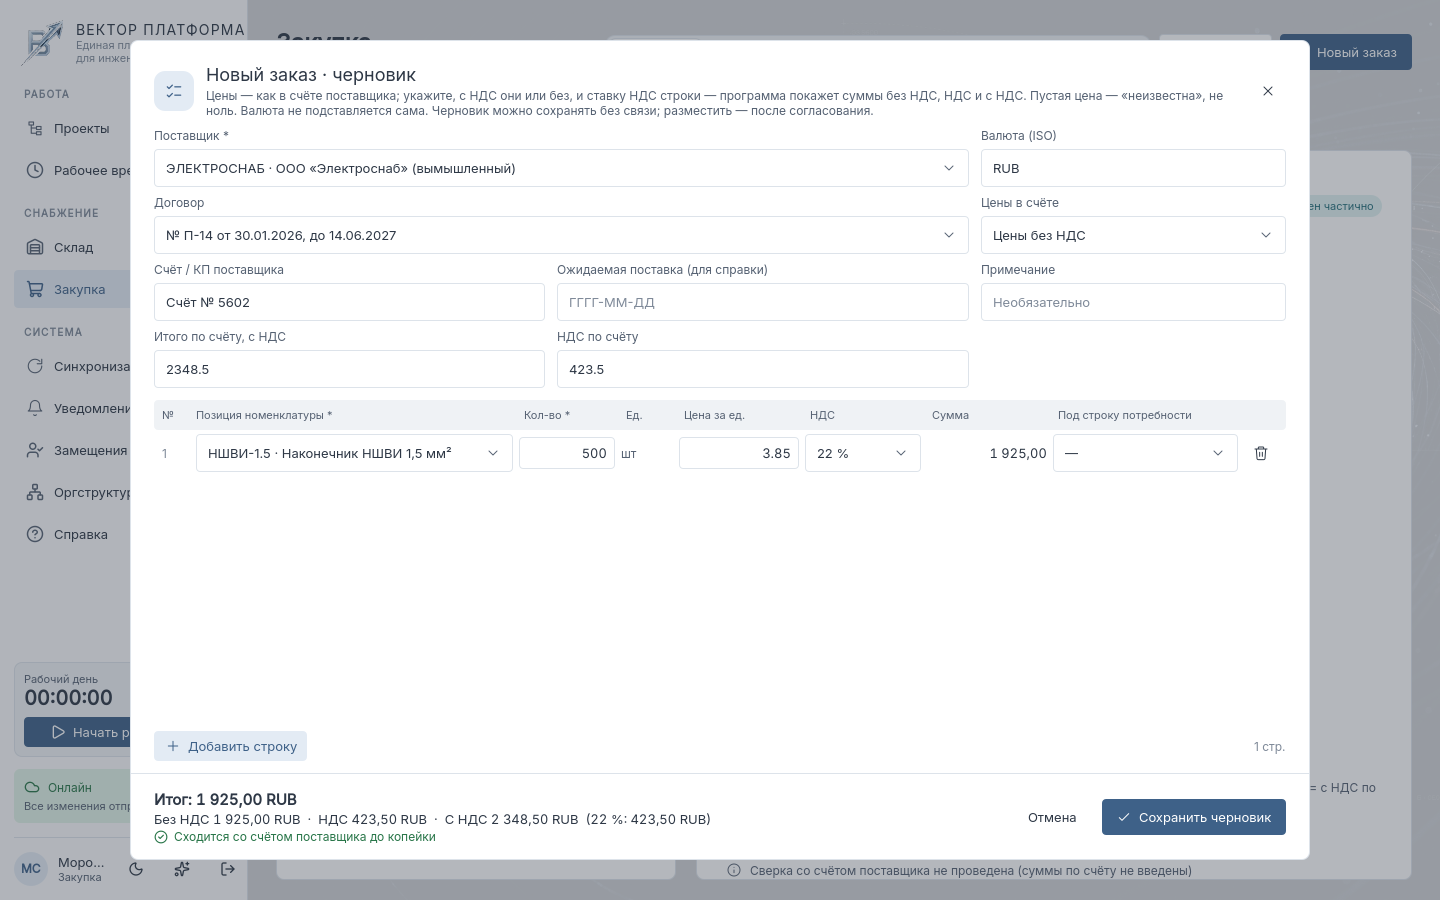 ВЕКТОР ПЛАТФОРМА
Единая
для
Закупка
Новый заказ
РАБОТА
Проекты
Рабочее
СНАБЖЕНИЕ
Склад
Закупка
СИСТЕМА
Уведомлени
Замещения
Оргструктур
Справка
Рабочий день
00:00:00
Начать
Онлайн
Все изменения
МС
Моро...
Закупка
Новый заказ · черновик
Цены — как в счёте поставщика; укажите, с НДС они или без, и ставку НДС строки — программа покажет суммы без НДС, НДС и с НДС. Пустая цена — «неизвестна», не
ноль. Валюта не подставляется сама. Черновик можно сохранять без связи; разместить — после согласования.
Поставщик *
Валюта (ISO)
ЭЛЕКТРОСНАБ · ООО «Электроснаб» (вымышленный)
RUB
Договор
Цены в счёте
№ П-14 от 30.01.2026, до 14.06.2027
Цены без НДС
Счёт / КП поставщика
Ожидаемая поставка (для справки)
Примечание
Счёт № 5602
ГГГГ-ММ-ДД
Необязательно
Итого по счёту, с НДС
НДС по счёту
2348.5
423.5
№ Позиция номенклатуры * Кол-во * Ед. Цена за ед. НДС Сумма Под строку потребности
1 НШВИ-1.5 · Наконечник НШВИ 1,5 мм² 500 шт 3.85 22 % 1 925,00 —
Добавить строку
1 стр.
Итог: 1 925,00 RUB
Без НДС 1 925,00 RUB · НДС 423,50 RUB · С НДС 2 348,50 RUB (22 %: 423,50 RUB)
Сходится со счётом поставщика до копейки
Отмена
Сохранить черновик
ен частично
= с НДС по
Сверка со счётом поставщика не проведена (суммы по счёту не введены)